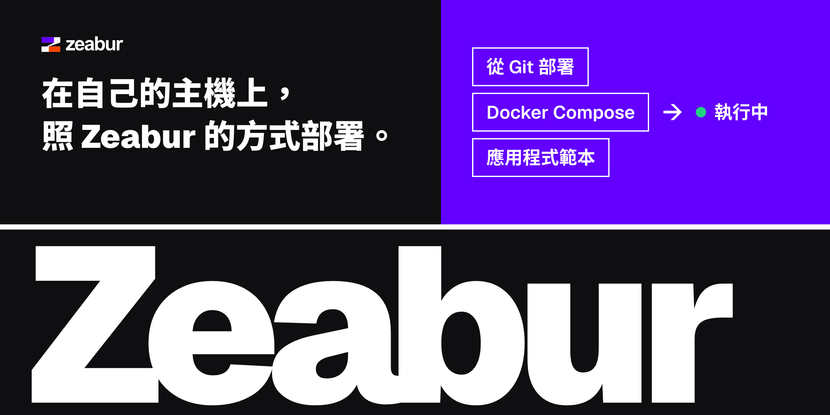 zeabur
在自己的主機上，
照 Zeabur 的方式部署。
從 Git 部署
Docker Compose
應用程式範本
→ 執行中
Zeabur